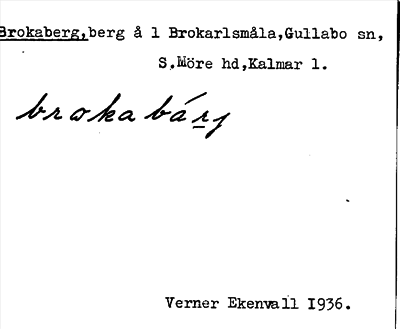 Brokaberg,berg å 1 Brokarlsmåla,Gullabo sn,
S.Möre hd,Kalmar l.
brokabárj
Verner Ekenvall 1936.